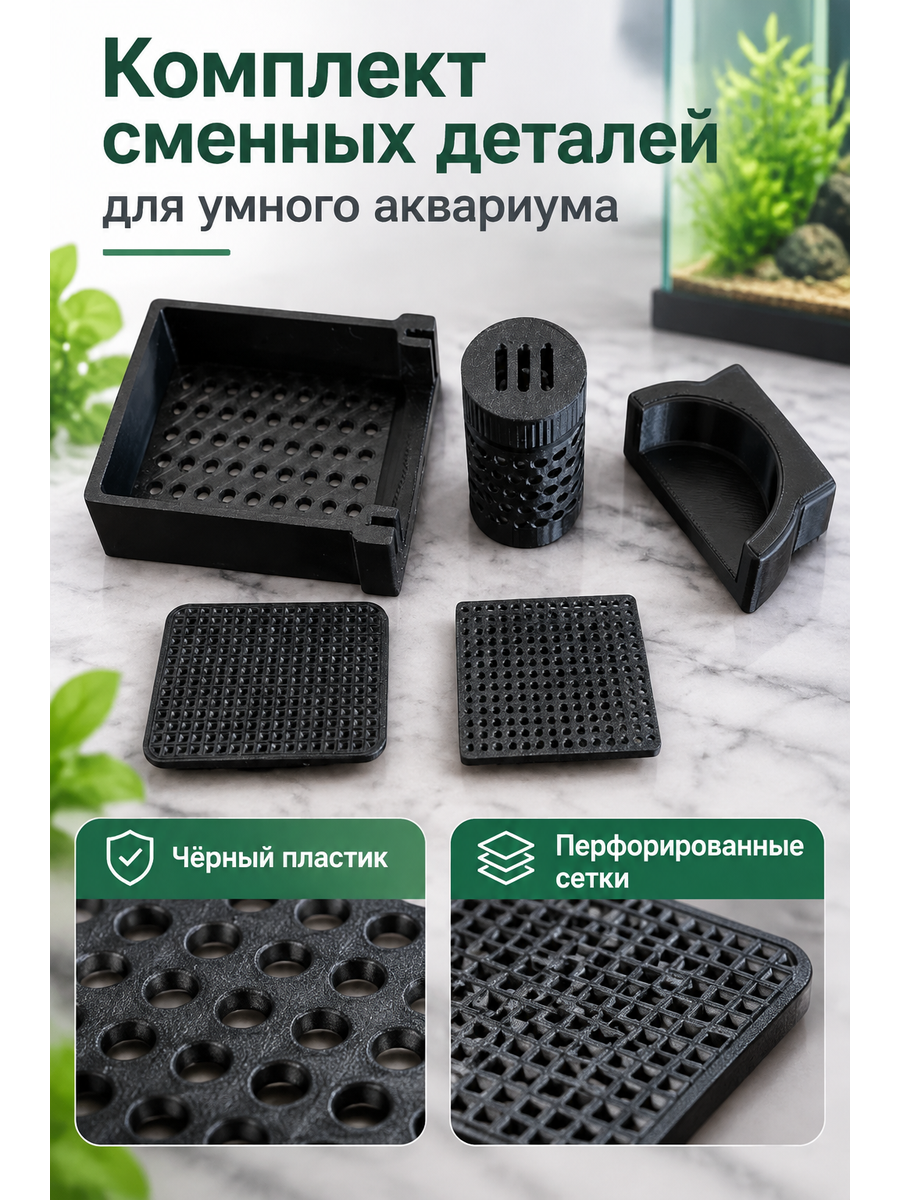 Комплект
сменных деталей
для умного аквариума
Чёрный пластик
Перфорированные
сетки